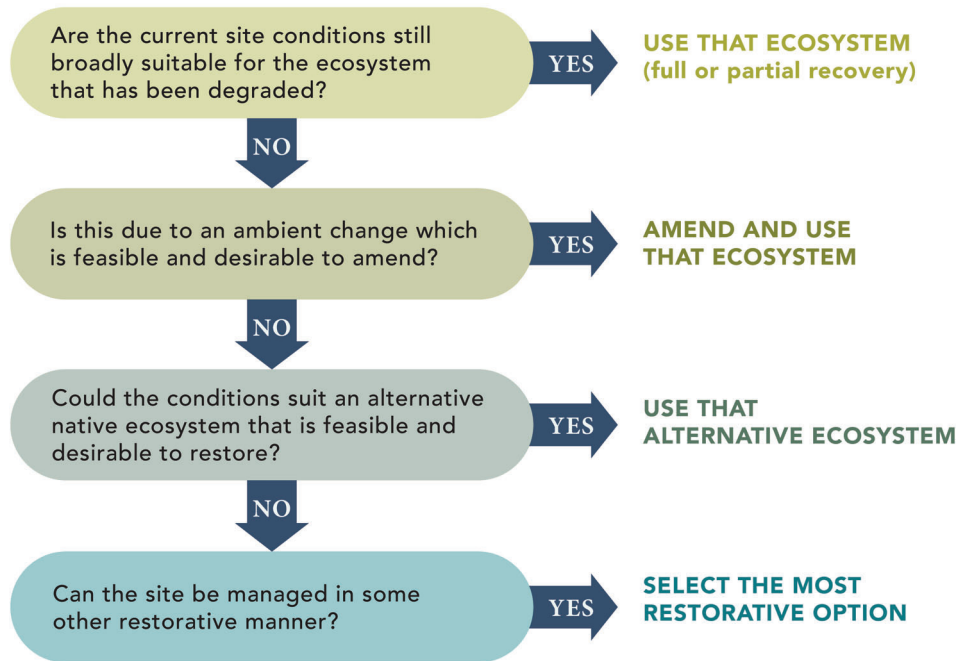 Are the current site conditions still
broadly suitable for the ecosystem
that has been degraded?
YES
USE THAT ECOSYSTEM
(full or partial recovery)
NO
Is this due to an ambient change which
is feasible and desirable to amend?
YES
AMEND AND USE
THAT ECOSYSTEM
NO
Could the conditions suit an alternative
native ecosystem that is feasible and
desirable to restore?
YES
USE THAT
ALTERNATIVE ECOSYSTEM
NO
Can the site be managed in some
other restorative manner?
YES
SELECT THE MOST
RESTORATIVE OPTION